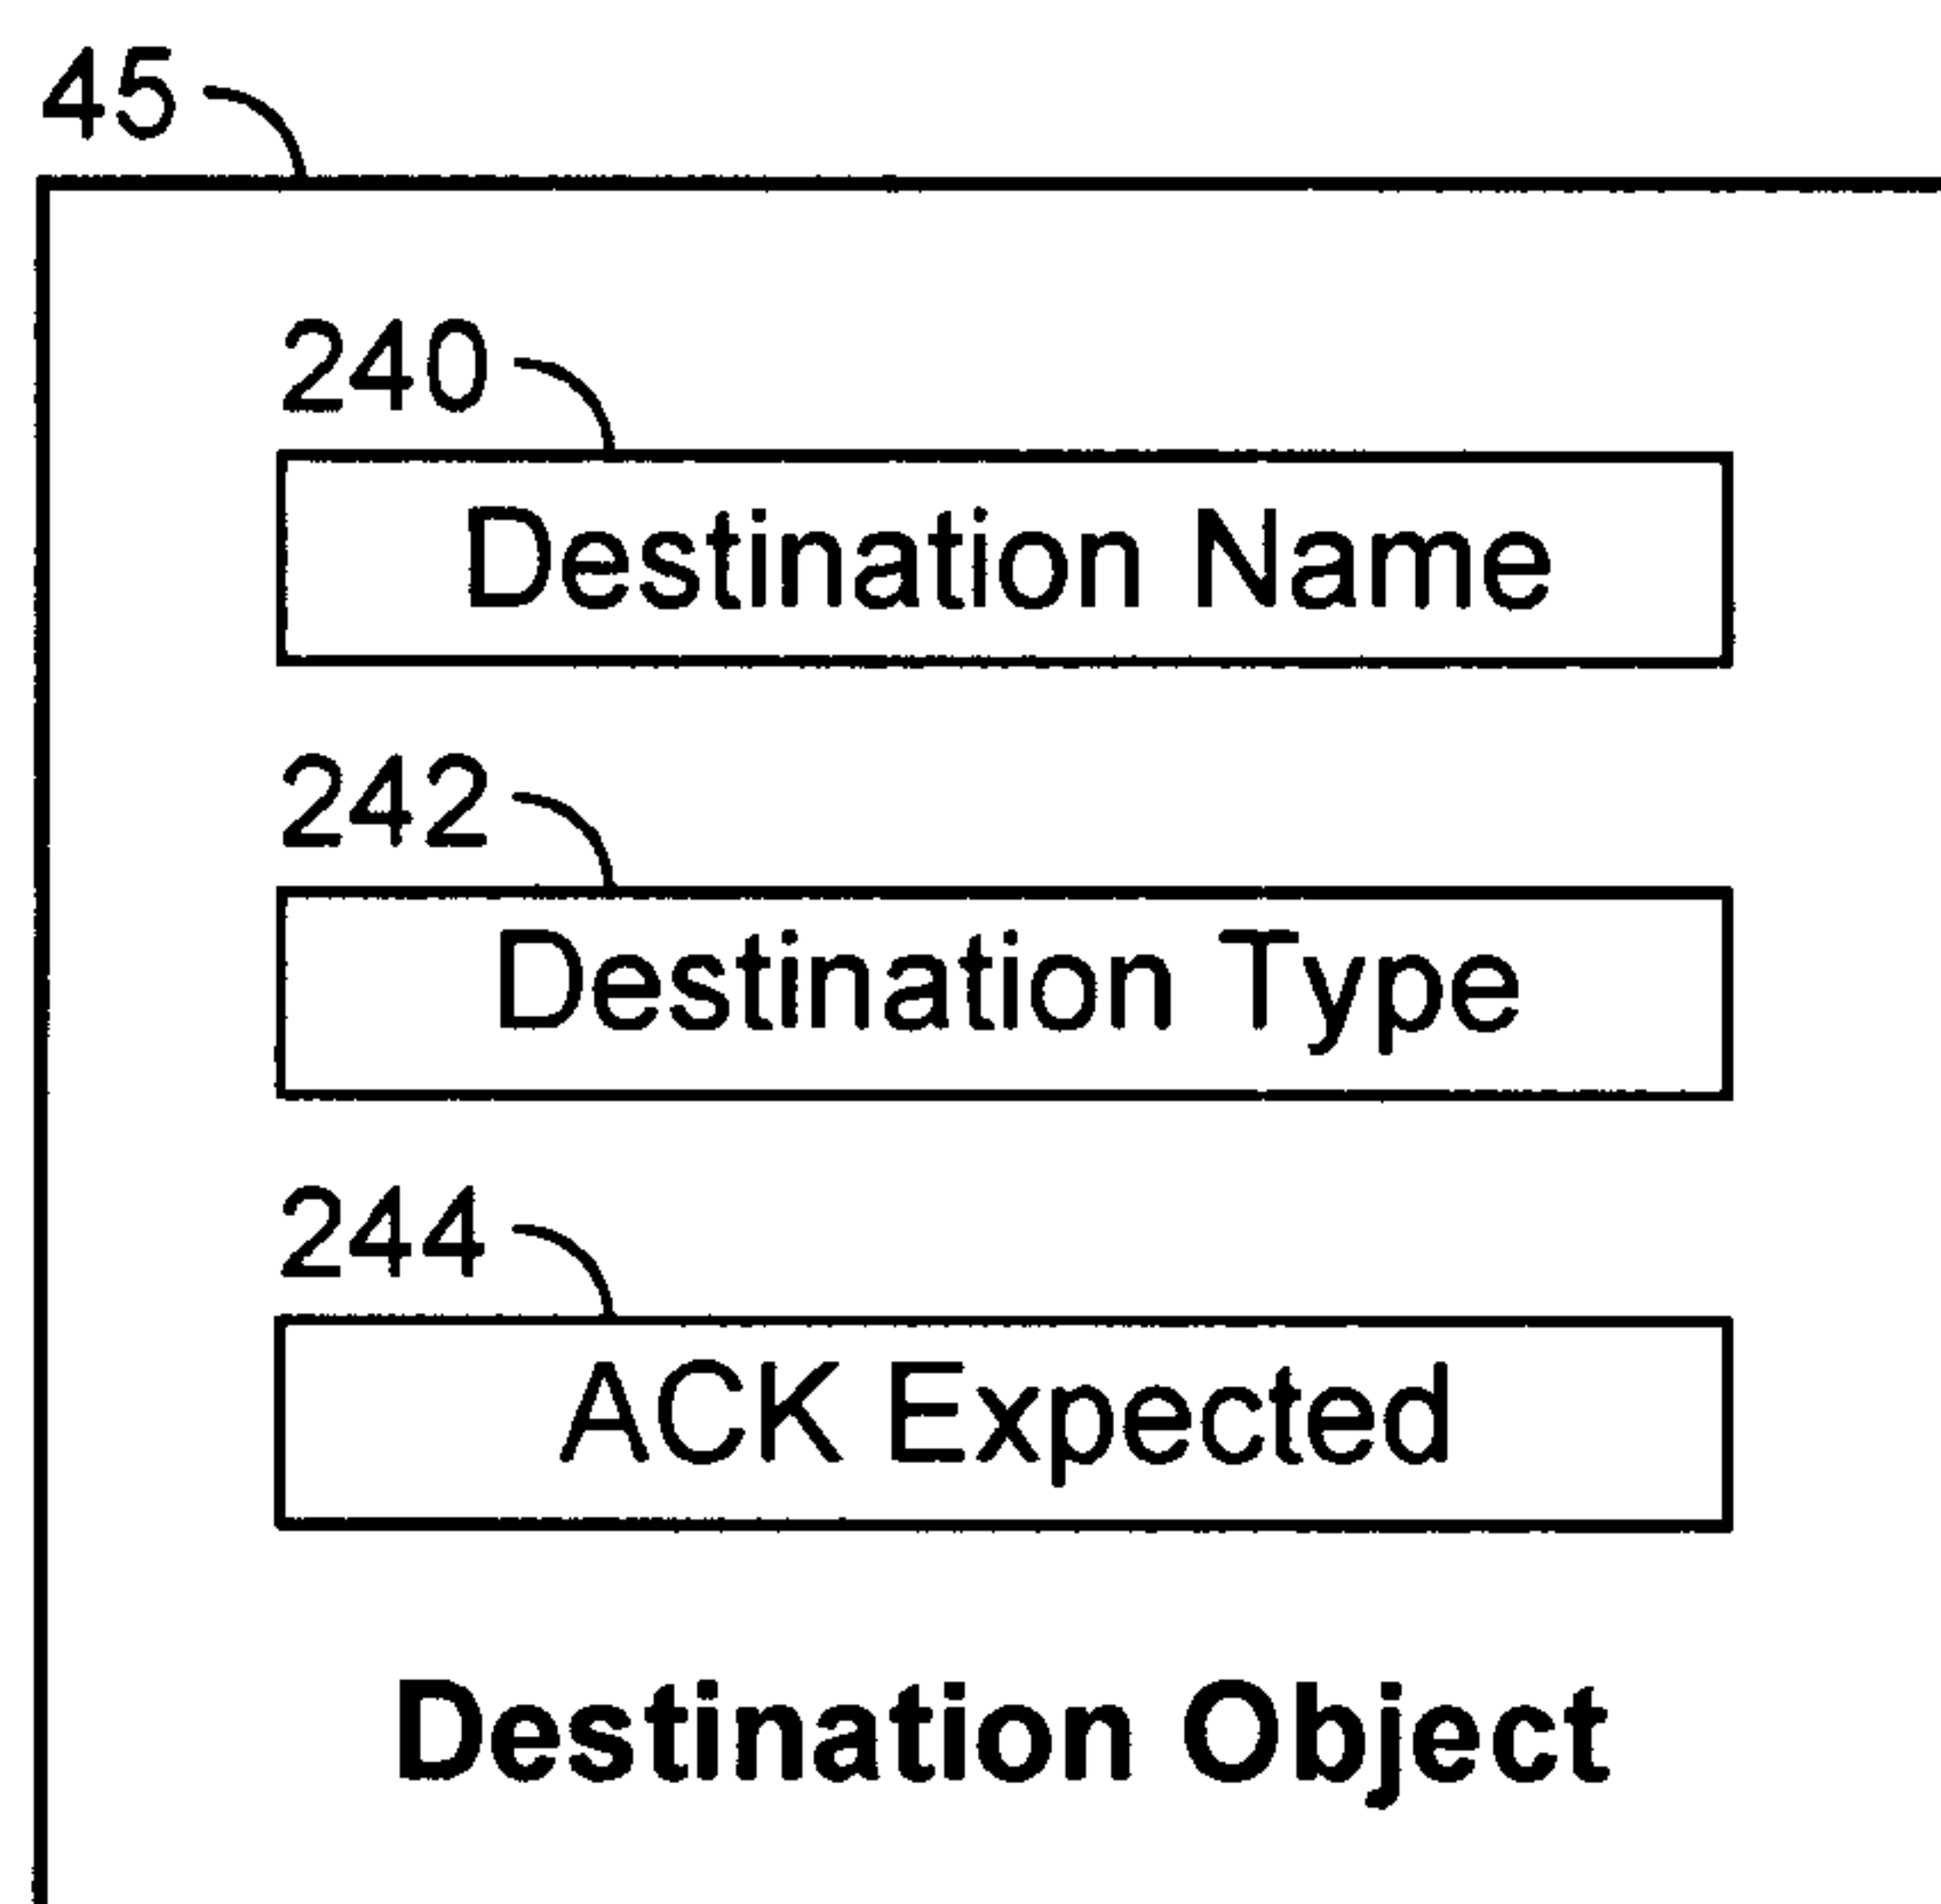 45
240
Destination Name
242
Destination Type
244
ACK Expected
Destination Object